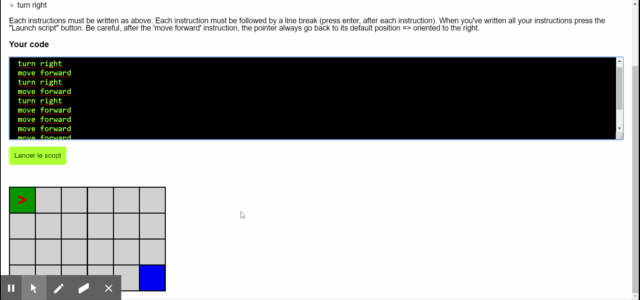 turn right
Each instructions must be written as above. Each instruction must be followed by a line break (press enter, after each instruction). When you've written all your instructions press the
"Launch script" button. Be careful, after the 'move forward' instruction, the pointer always go back to its default position => oriented to the right.
Your code
turn right
move forward
turn right
move forward
turn right
move forward
move forward
move forward
move forward
Lancer le script
>